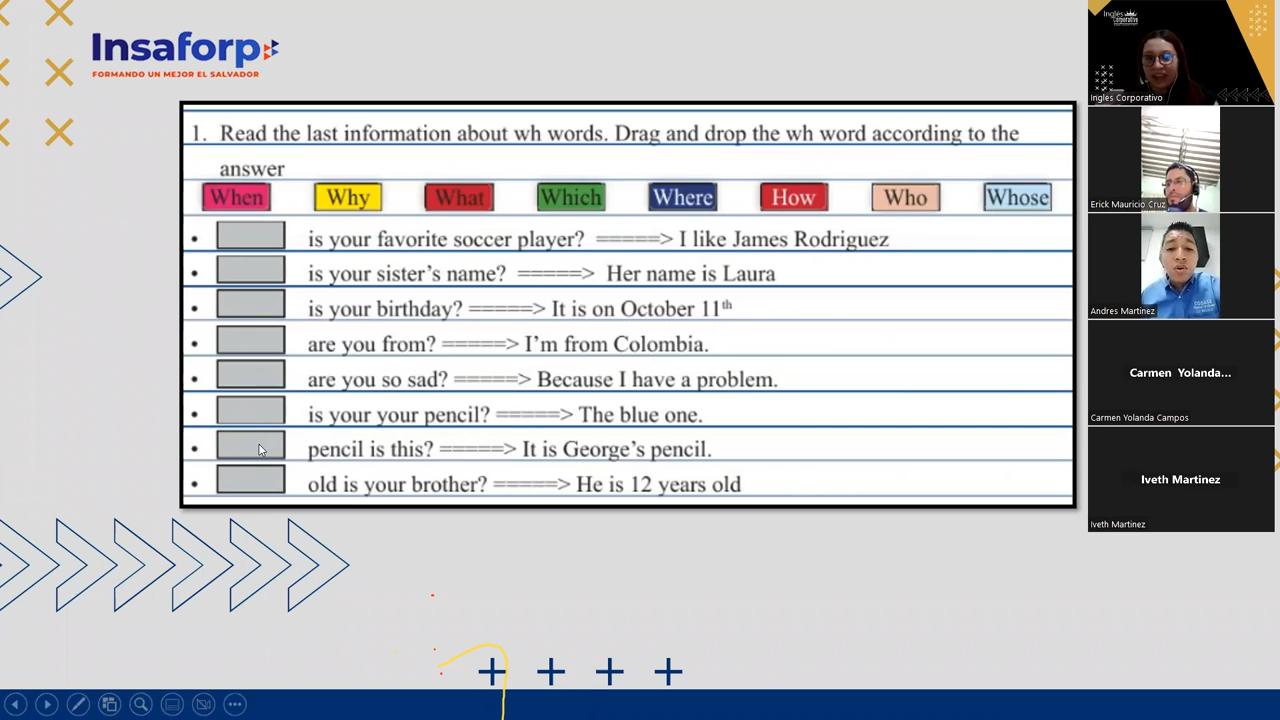 Insaforp
FORMANDO UN MEJOR EL SALVADOR
1. Read the last information about wh words. Drag and drop the wh word according to the
answer
When Why What Which Where How Who Whose
• is your favorite soccer player? =====> I like James Rodriguez
• is your sister's name? =====> Her name is Laura
• is your birthday? =====> It is on October 11th
• are you from? =====> I'm from Colombia.
• are you so sad? =====> Because I have a problem.
• is your your pencil? =====> The blue one.
• pencil is this? =====> It is George's pencil.
• old is your brother? =====> He is 12 years old
Inglés
Corporativo
Ingles Corporativo
Erick Mauricio Cruz
Andres Martinez
Carmen Yolanda...
Carmen Yolanda Campos
Iveth Martinez
Iveth Martinez